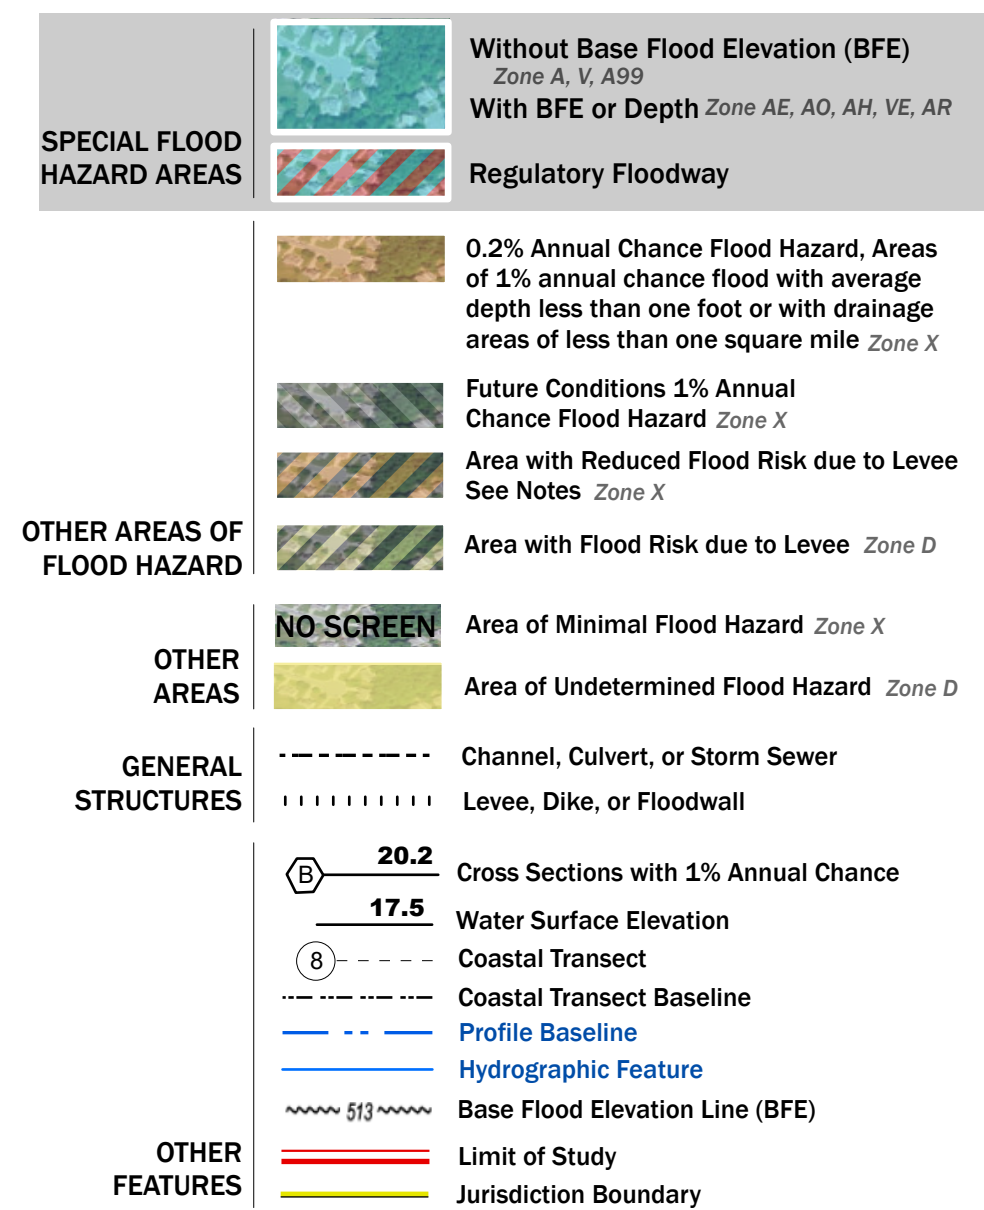 SPECIAL FLOOD
HAZARD AREAS
Without Base Flood Elevation (BFE)
Zone A, V, A99
With BFE or Depth Zone AE, AO, AH, VE, AR
Regulatory Floodway
OTHER AREAS OF
FLOOD HAZARD
0.2% Annual Chance Flood Hazard, Areas
of 1% annual chance flood with average
depth less than one foot or with drainage
areas of less than one square mile Zone X
Future Conditions 1% Annual
Chance Flood Hazard Zone X
Area with Reduced Flood Risk due to Levee
See Notes Zone X
Area with Flood Risk due to Levee Zone D
OTHER
AREAS
NO SCREEN Area of Minimal Flood Hazard Zone X
Area of Undetermined Flood Hazard Zone D
GENERAL
STRUCTURES
Channel, Culvert, or Storm Sewer
Levee, Dike, or Floodwall
OTHER
FEATURES
B 20.2 Cross Sections with 1% Annual Chance
17.5 Water Surface Elevation
8 Coastal Transect
Coastal Transect Baseline
Profile Baseline
Hydrographic Feature
513 Base Flood Elevation Line (BFE)
Limit of Study
Jurisdiction Boundary